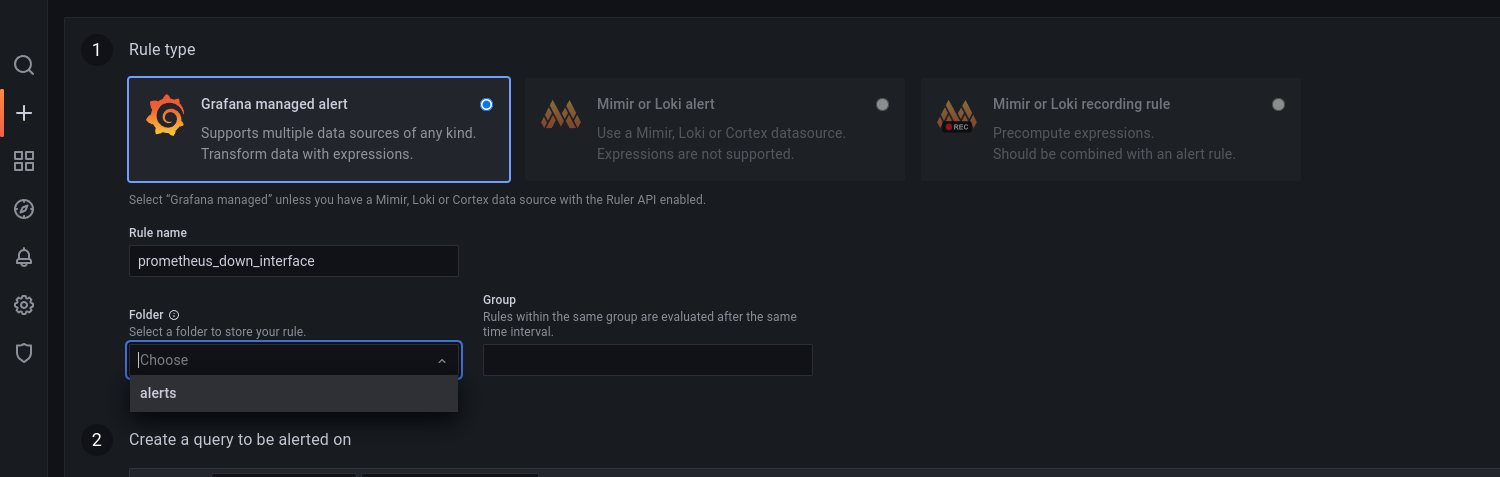 1 Rule type
Grafana managed alert
Supports multiple data sources of any kind.
Transform data with expressions.
Mimir or Loki alert
Use a Mimir, Loki or Cortex datasource.
Expressions are not supported.
REC
Mimir or Loki recording rule
Precompute expressions.
Should be combined with an alert rule.
Select “Grafana managed” unless you have a Mimir, Loki or Cortex data source with the Ruler API enabled.
Rule name
prometheus_down_interface
Folder
Select a folder to store your rule.
Choose
alerts
Group
Rules within the same group are evaluated after the same
time interval.
2 Create a query to be alerted on